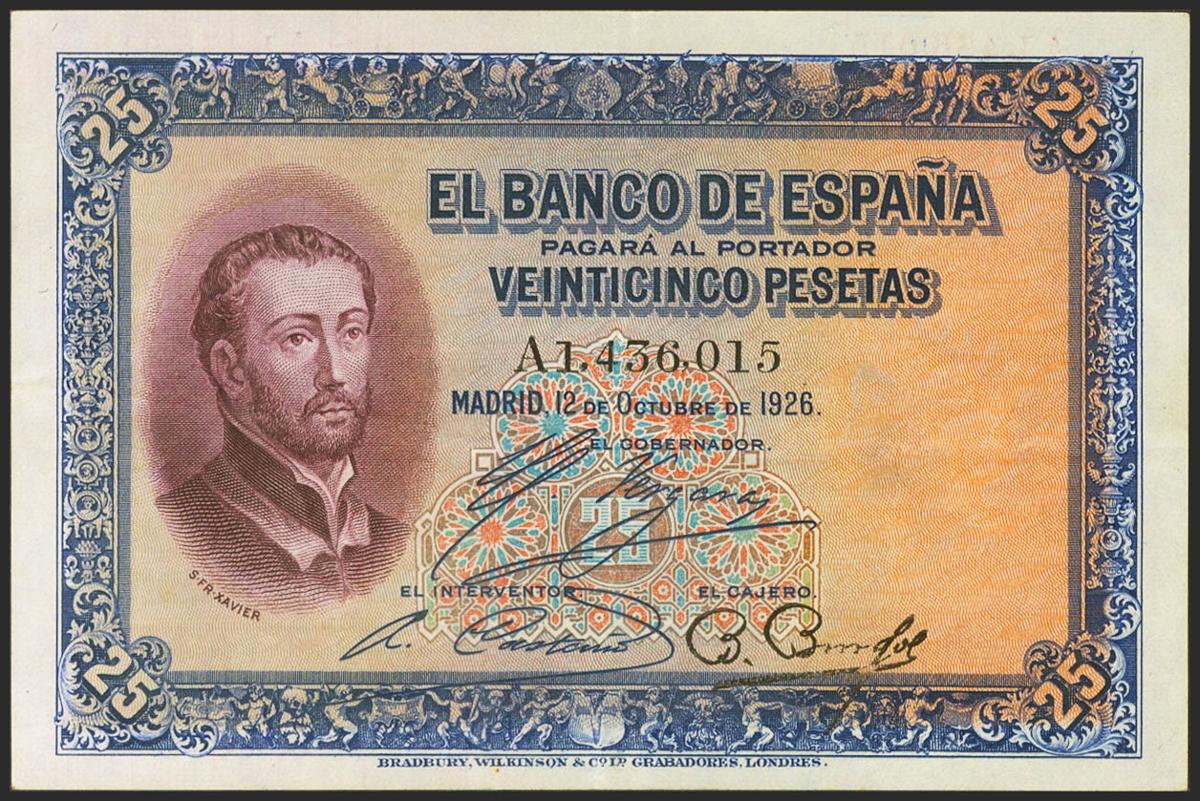 25 25
EL BANCO DE ESPAÑA
PAGARÁ AL PORTADOR
VEINTICINCO PESETAS
A1,436,015
MADRID 12 DE OCTUBRE DE 1926.
EL GOBERNADOR.
25
S. FR. XAVIER
EL INTERVENTOR. EL CAJERO.
25 25
BRADBURY, WILKINSON & Cº Lᴰ GRABADORES, LONDRES.